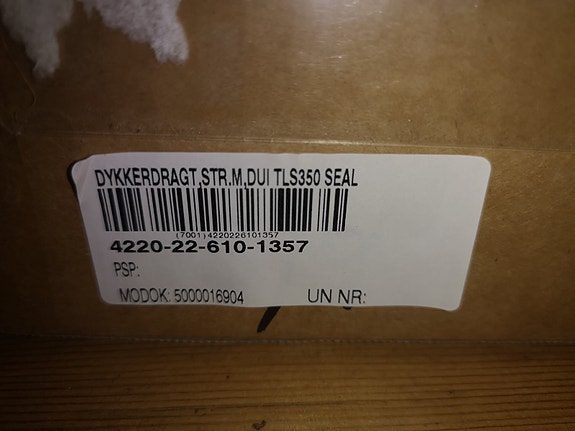 DYKKERDRAGT,STR.M,DUI TLS350 SEAL
(7001)4220226101357
4220-22-610-1357
PSP:
MODOK: 5000016904 UN NR: